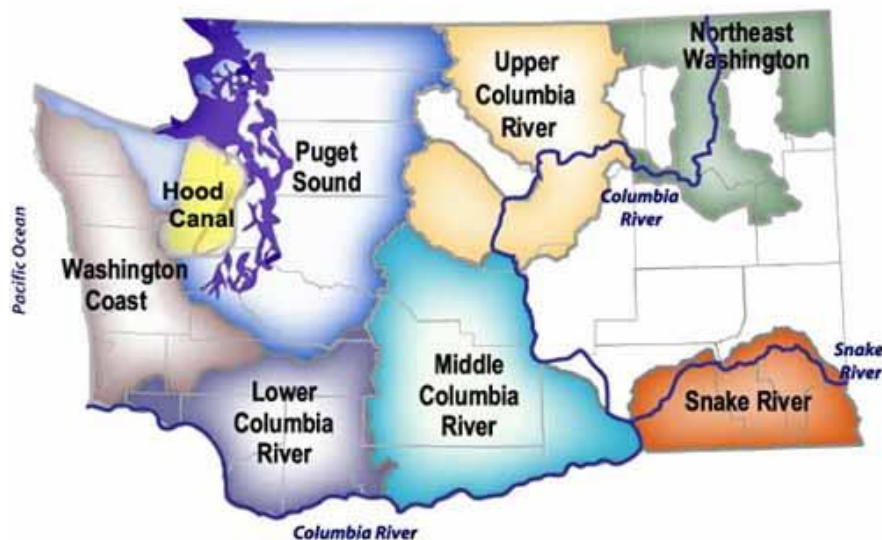 Northeast
Washington
Upper
Columbia
River
Puget
Sound
Hood
Canal
Columbia
River
Pacific Ocean
Washington
Coast
Snake
River
Middle
Columbia
River
Lower
Columbia
River
Snake River
Columbia River